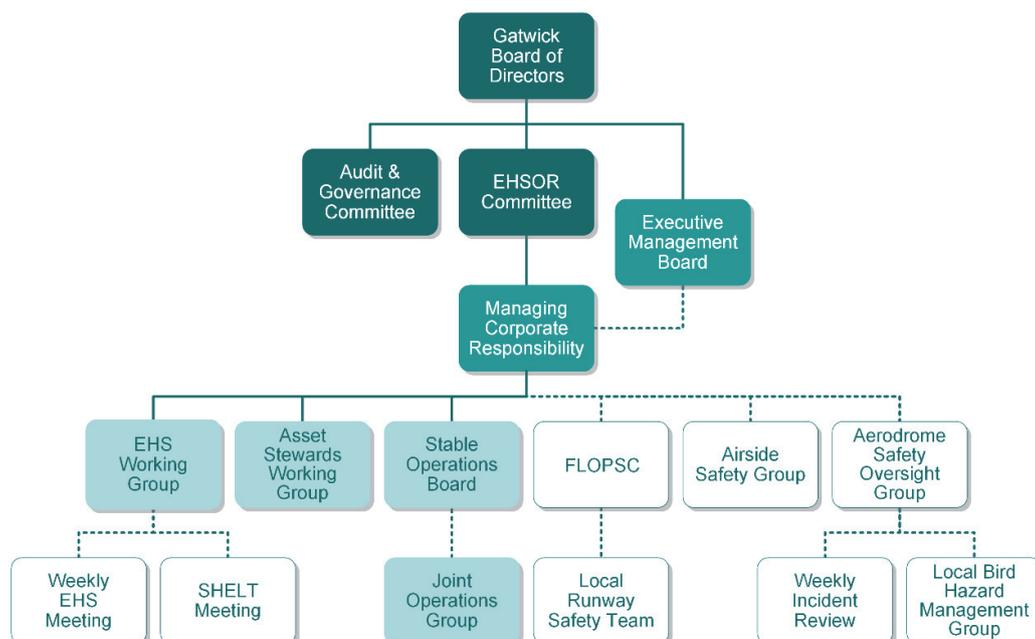 Gatwick
Board of
Directors
Audit &
Governance
Committee
EHSOR
Committee
Executive
Management
Board
Managing
Corporate
Responsibility
EHS
Working
Group
Asset
Stewards
Working
Group
Stable
Operations
Board
FLOPSC
Airside
Safety Group
Aerodrome
Safety
Oversight
Group
Weekly
EHS
Meeting
SHELT
Meeting
Joint
Operations
Group
Local
Runway
Safety Team
Weekly
Incident
Review
Local Bird
Hazard
Management
Group